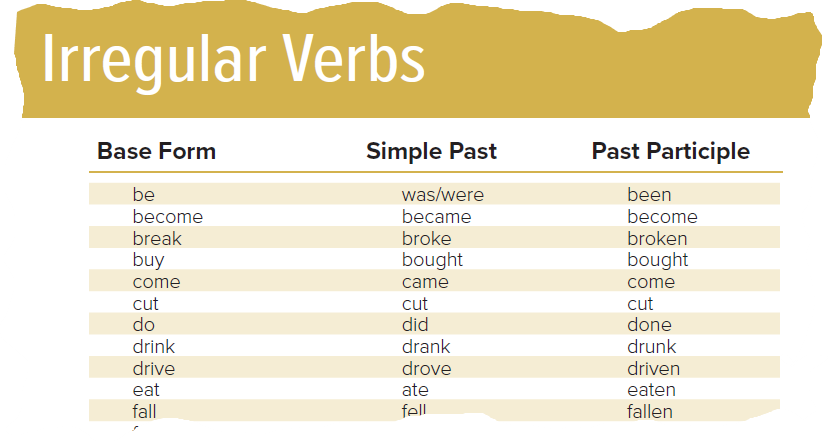 Irregular Verbs
Base Form Simple Past Past Participle
be was/were been
become became become
break broke broken
buy bought bought
come came come
cut cut cut
do did done
drink drank drunk
drive drove driven
eat ate eaten
fall fell fallen